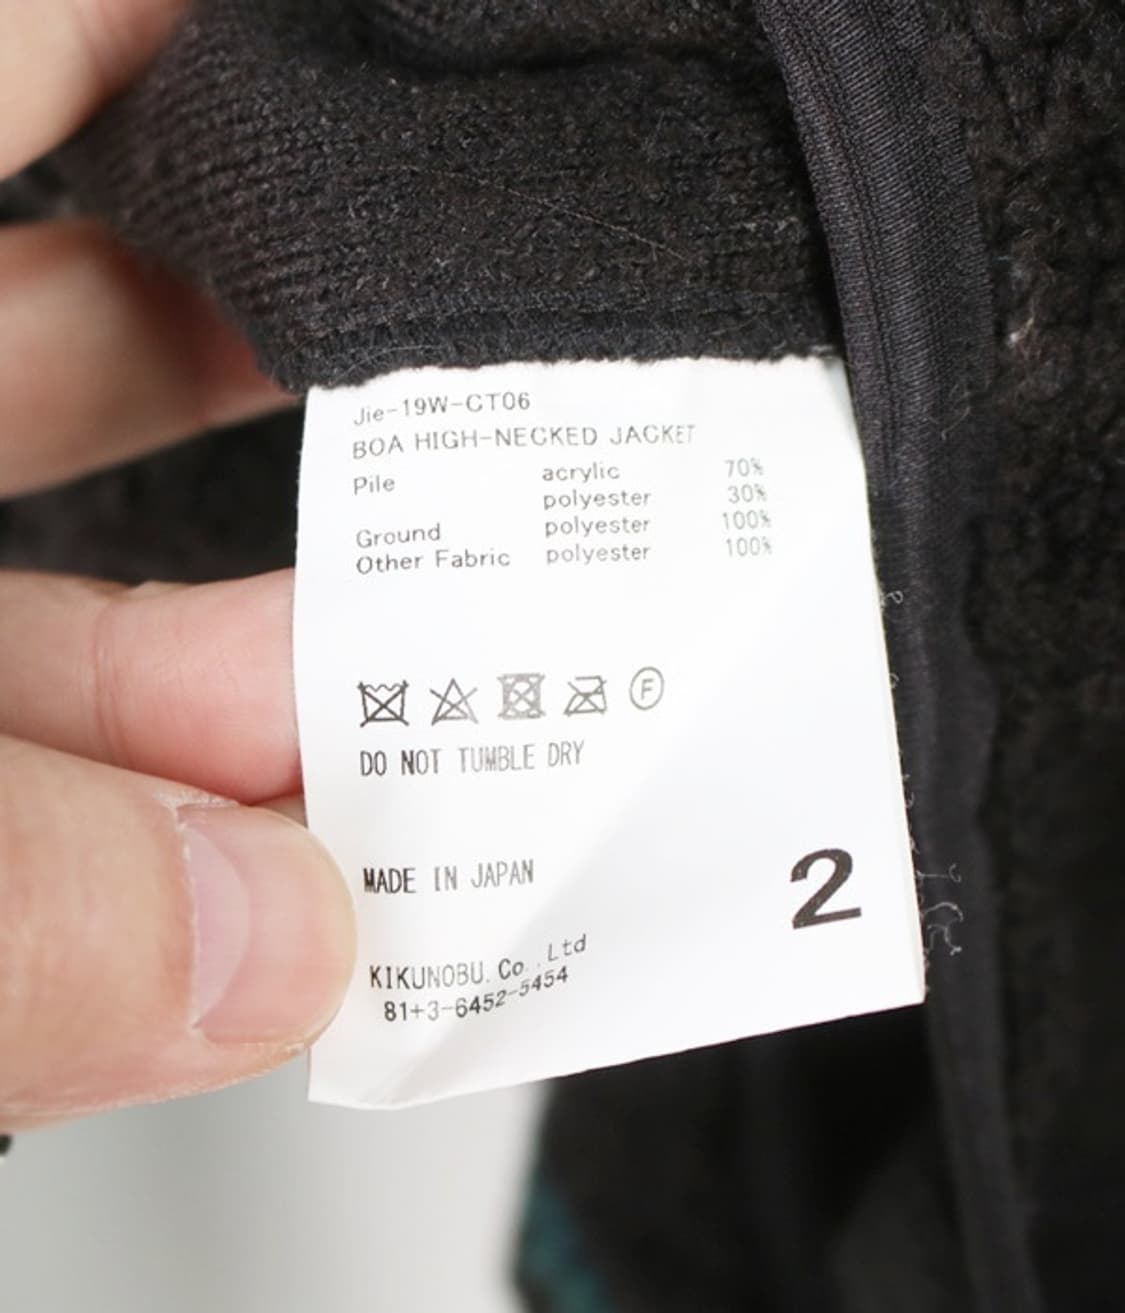 Jie-19W-CT06
BOA HIGH-NECKED JACKET
Pile acrylic 70%
polyester 30%
Ground polyester 100%
Other Fabric polyester 100%
F
DO NOT TUMBLE DRY
MADE IN JAPAN
2
KIKUNOBU. Co .Ltd
81+3-6452-5454